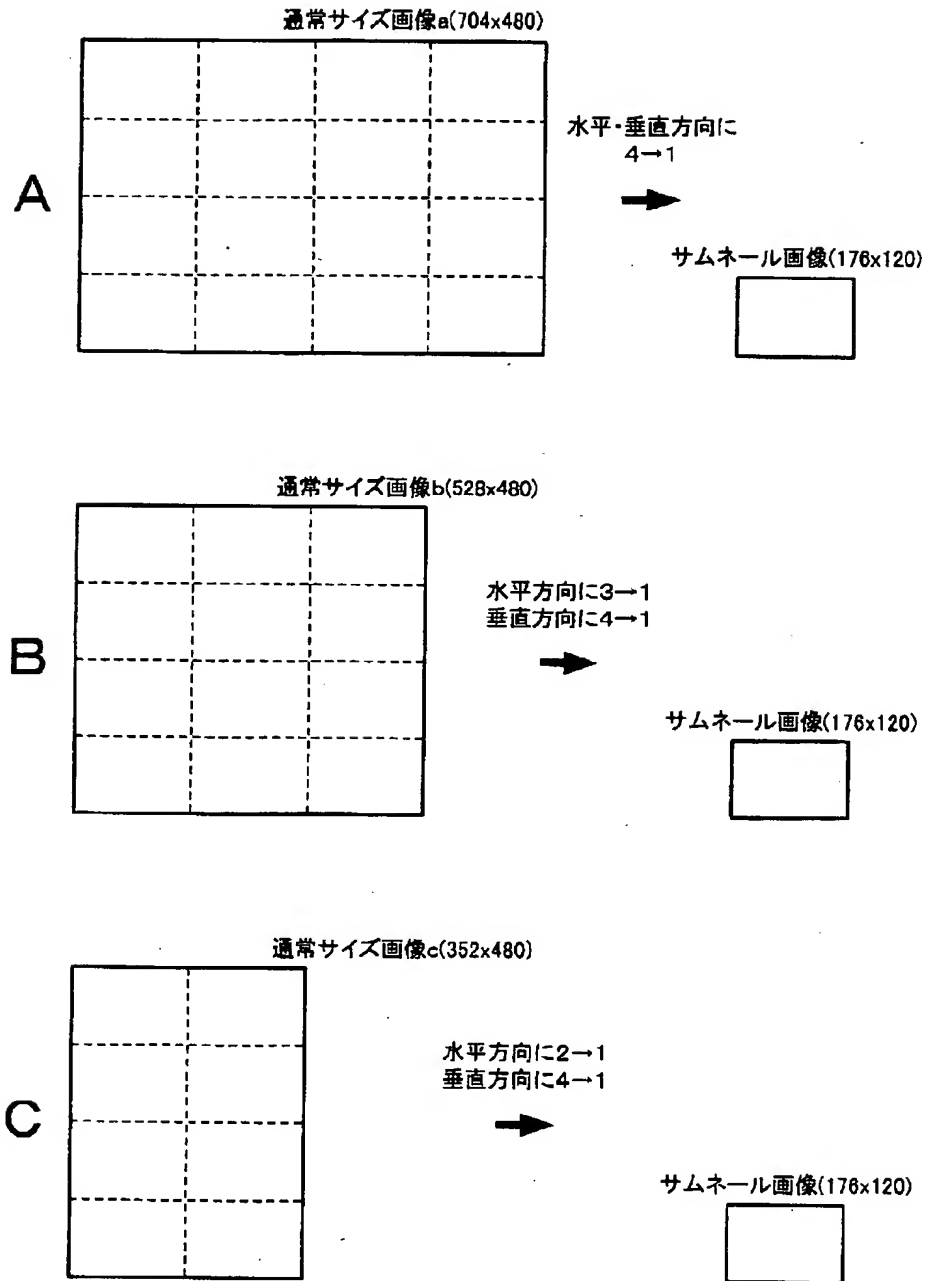 通常サイズ画像a(704x480)
A
水平・垂直方向に
4→1
サムネール画像(176x120)
通常サイズ画像b(528x480)
B
水平方向に3→1
垂直方向に4→1
サムネール画像(176x120)
通常サイズ画像c(352x480)
C
水平方向に2→1
垂直方向に4→1
サムネール画像(176x120)